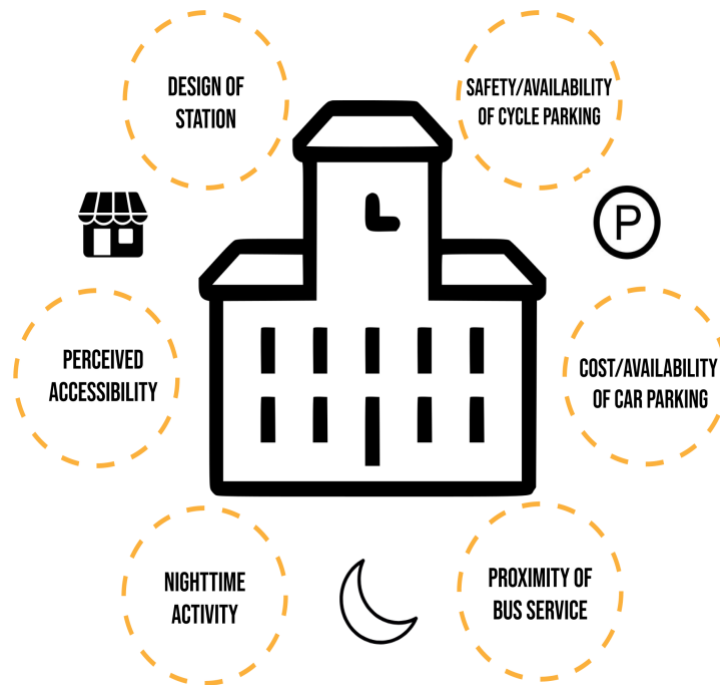 DESIGN OF
STATION
SAFETY/AVAILABILITY
OF CYCLE PARKING
P
PERCEIVED
ACCESSIBILITY
COST/AVAILABILITY
OF CAR PARKING
NIGHTTIME
ACTIVITY
PROXIMITY OF
BUS SERVICE